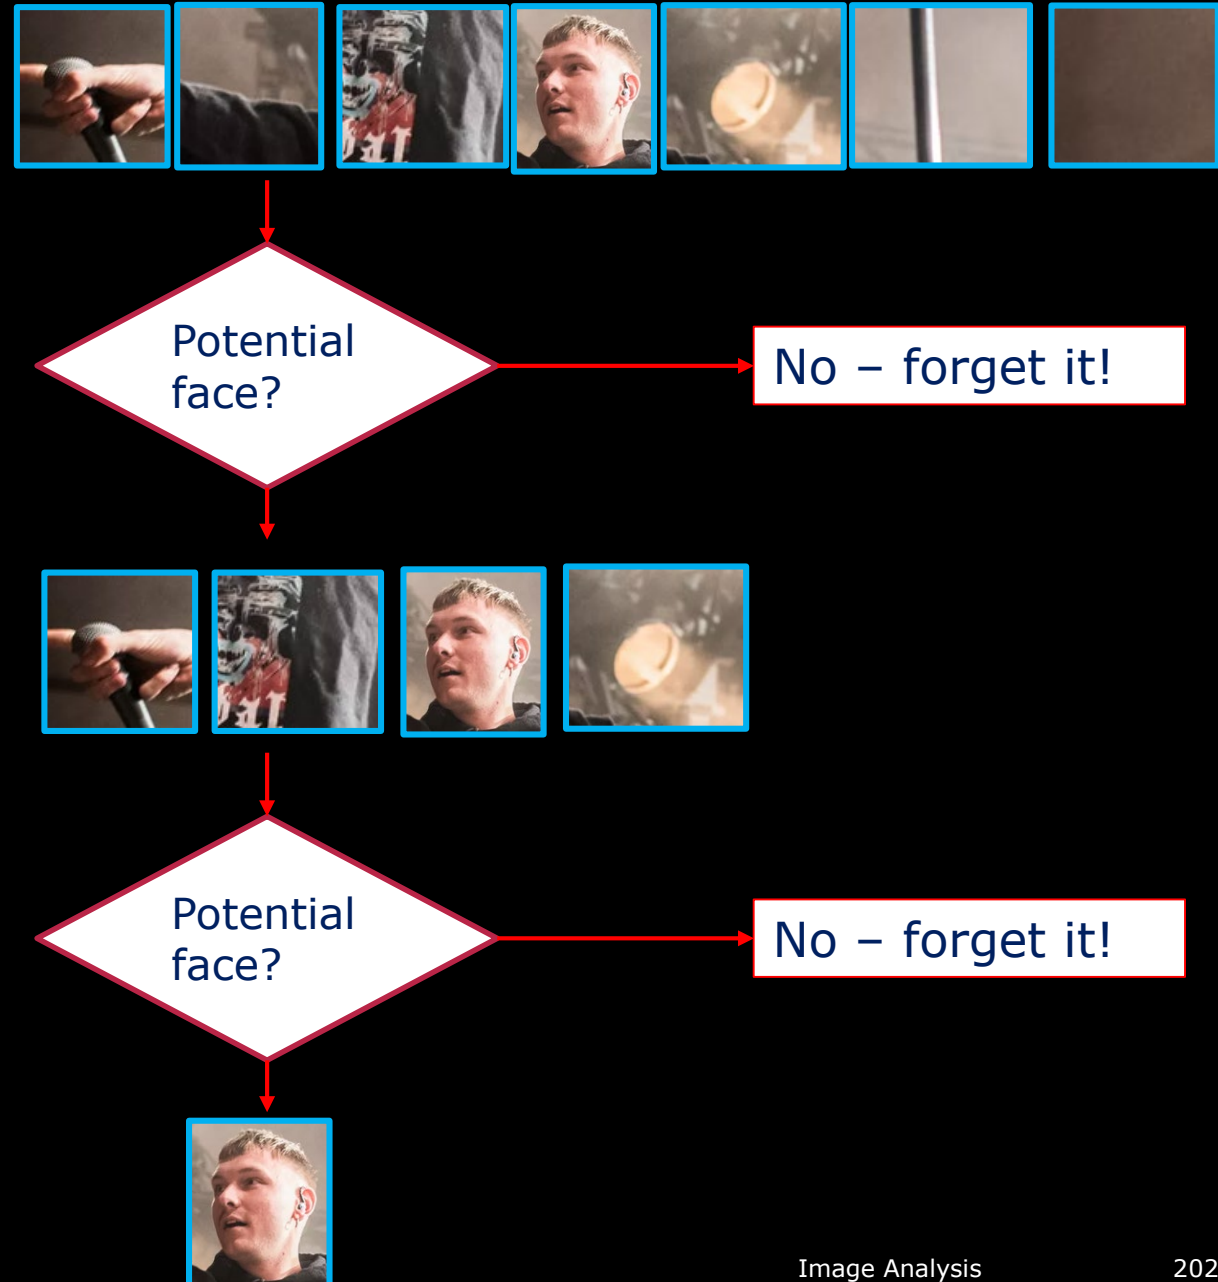 Potential
face?
No – forget it!
Potential
face?
No – forget it!
Image Analysis
202